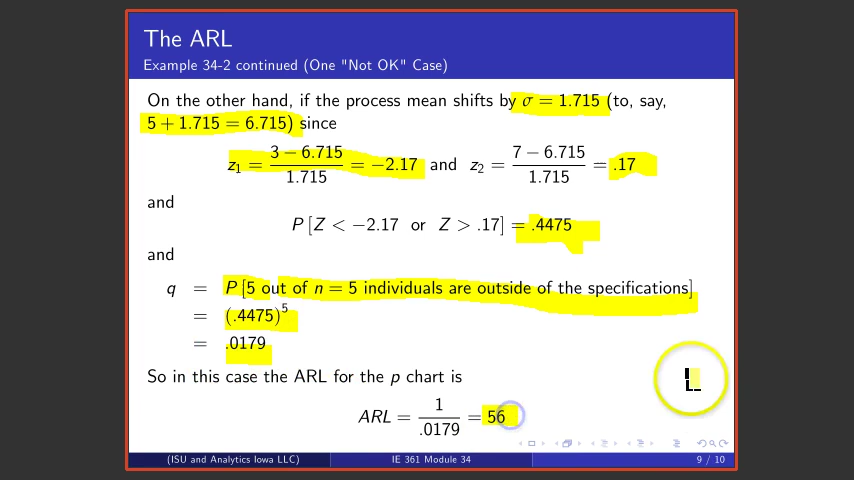 The ARL
Example 34-2 continued (One "Not OK" Case)
On the other hand, if the process mean shifts by σ = 1.715 (to, say,
5 + 1.715 = 6.715) since
z₁ = (3 − 6.715)/1.715 = −2.17 and z₂ = (7 − 6.715)/1.715 = .17
and
P [Z < −2.17 or Z > .17] = .4475
and
q = P [5 out of n = 5 individuals are outside of the specifications]
= (.4475)⁵
= .0179
So in this case the ARL for the p chart is
ARL = 1/.0179 = 56
(ISU and Analytics Iowa LLC) IE 361 Module 34 9 / 10